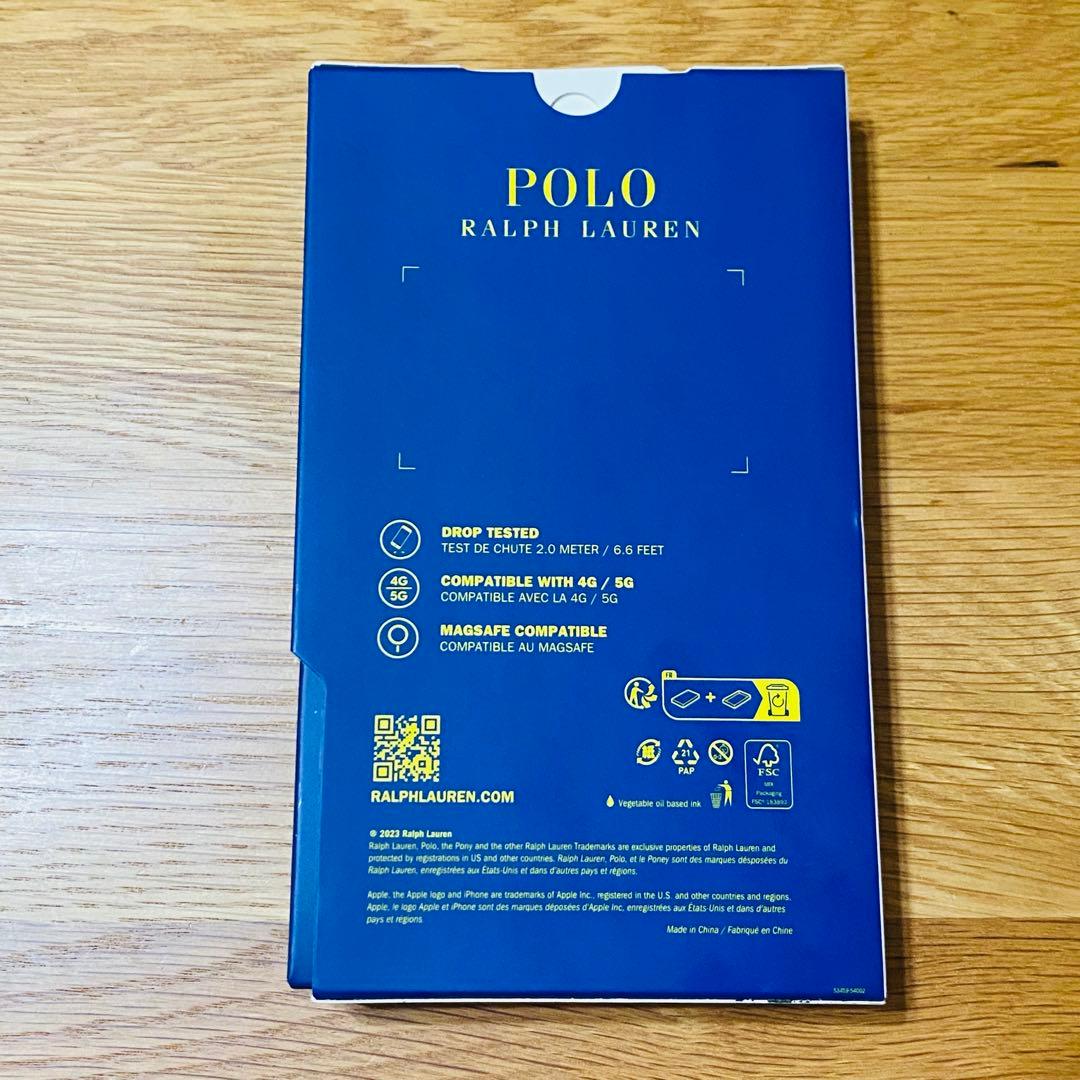 POLO
RALPH LAUREN
DROP TESTED
TEST DE CHUTE 2.0 METER / 6.6 FEET
4G
5G
COMPATIBLE WITH 4G / 5G
COMPATIBLE AVEC LA 4G / 5G
MAGSAFE COMPATIBLE
COMPATIBLE AU MAGSAFE
FR
+
RALPHLAUREN.COM
21
PAP
FSC
MIX
Packaging
Vegetable oil based ink
© 2023 Ralph Lauren
Ralph Lauren, Polo, the Pony and the other Ralph Lauren Trademarks are exclusive properties of Ralph Lauren and
protected by registrations in US and other countries. Ralph Lauren, Polo, et le Poney sont des marques désposées du
Ralph Lauren, enregistrées aux États-Unis et dans d'autres pays et régions.
Apple, the Apple logo and iPhone are trademarks of Apple Inc., registered in the U.S. and other countries and regions.
Apple, le logo Apple et iPhone sont des marques déposées d'Apple Inc, enregistrées aux États-Unis et dans d'autres
pays et régions.
Made in China / Fabriqué en Chine